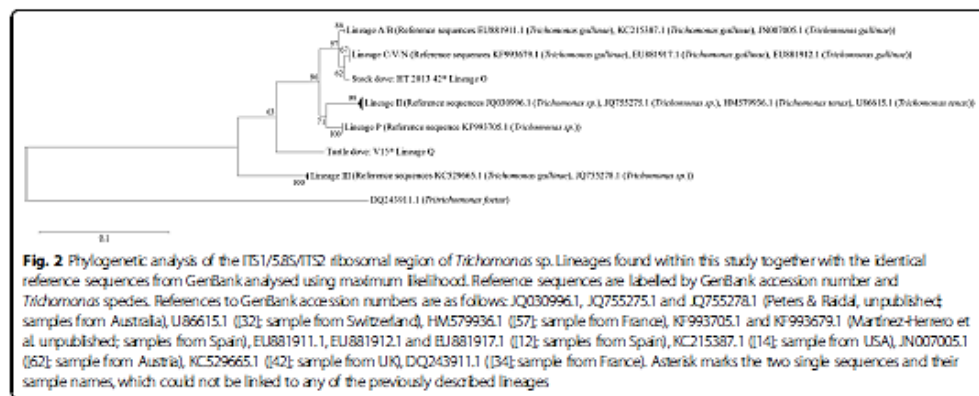 86
Lineage A/B (Reference sequences EU881911.1 (Trichomonas gallinae), KC215387.1 (Trichomonas gallinae), JN007005.1 (Trichomonas gallinae))
97
67
Lineage C/V/N (Reference sequences KF993679.1 (Trichomonas gallinae), EU881917.1 (Trichomonas gallinae), EU881912.1 (Trichomonas gallinae))
62
Stock dove: HT 2013 42* Lineage O
86
99
Lineage II (Reference sequences JQ030996.1 (Trichomonas sp.), JQ755275.1 (Trichomonas sp.), HM579936.1 (Trichomonas tenax), U86615.1 (Trichomonas tenax))
71
Lineage P (Reference sequence KF993705.1 (Trichomonas sp.))
100
Turtle dove: V15* Lineage Q
Lineage III (Reference sequences KC529665.1 (Trichomonas gallinae), JQ755278.1 (Trichomonas sp.))
100
DQ243911.1 (Tritrichomonas foetus)
0.1
Fig. 2 Phylogenetic analysis of the ITS1/5.8S/ITS2 ribosomal region of Trichomonas sp. Lineages found within this study together with the identical
reference sequences from GenBank analysed using maximum likelihood. Reference sequences are labelled by GenBank accession number and
Trichomonas species. References to GenBank accession numbers are as follows: JQ030996.1, JQ755275.1 and JQ755278.1 (Peters & Raidal, unpublished;
samples from Australia), U86615.1 ([32]; sample from Switzerland), HM579936.1 ([57]; sample from France), KF993705.1 and KF993679.1 (Martínez-Herrero et
al. unpublished; samples from Spain), EU881911.1, EU881912.1 and EU881917.1 ([12]; samples from Spain), KC215387.1 ([14]; sample from USA), JN007005.1
([62]; sample from Austria), KC529665.1 ([42]; sample from UK), DQ243911.1 ([34]; sample from France). Asterisk marks the two single sequences and their
sample names, which could not be linked to any of the previously described lineages